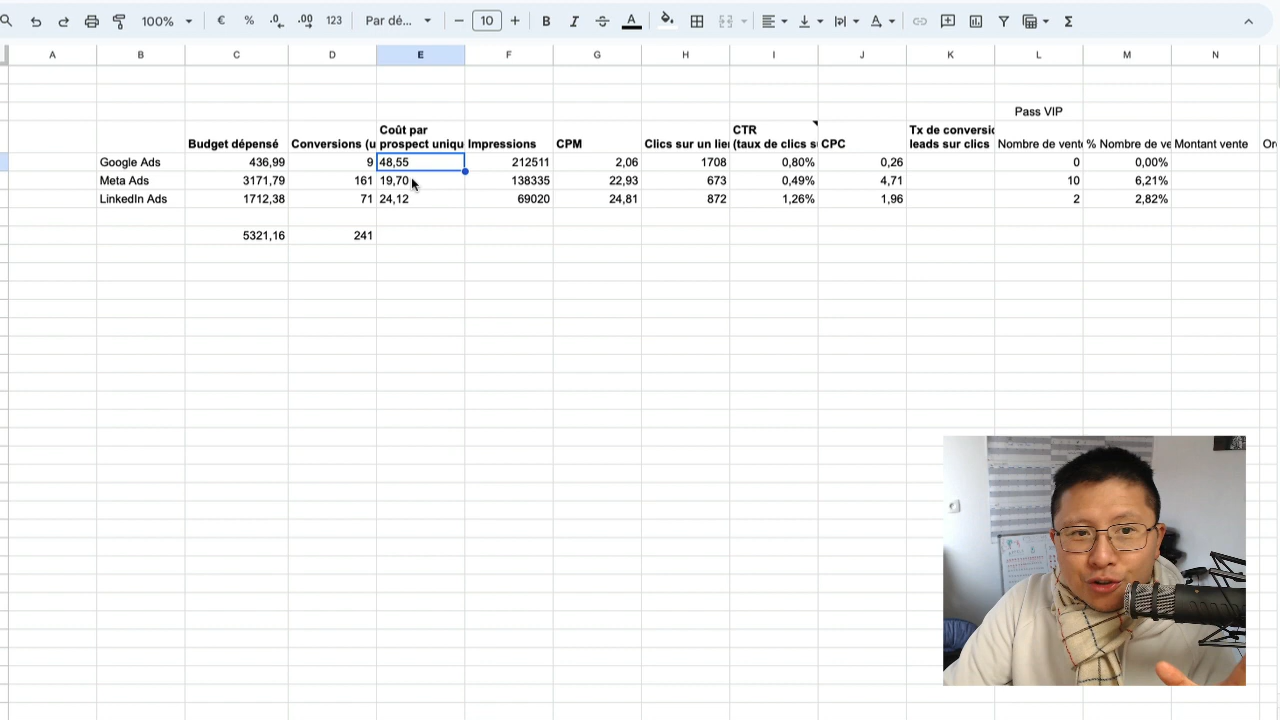 100% € % .0 .00 123 Par dé... 10 B I A Σ
A B C D E F G H I J K L M N
Pass VIP
Budget dépensé Conversions (u Coût par prospect uniqu Impressions CPM Clics sur un lie CTR (taux de clics s CPC Tx de conversio leads sur clics Nombre de vente % Nombre de ve Montant vente Or
Google Ads 436,99 9 48,55 212511 2,06 1708 0,80% 0,26 0 0,00%
Meta Ads 3171,79 161 19,70 138335 22,93 673 0,49% 4,71 10 6,21%
LinkedIn Ads 1712,38 71 24,12 69020 24,81 872 1,26% 1,96 2 2,82%
5321,16 241